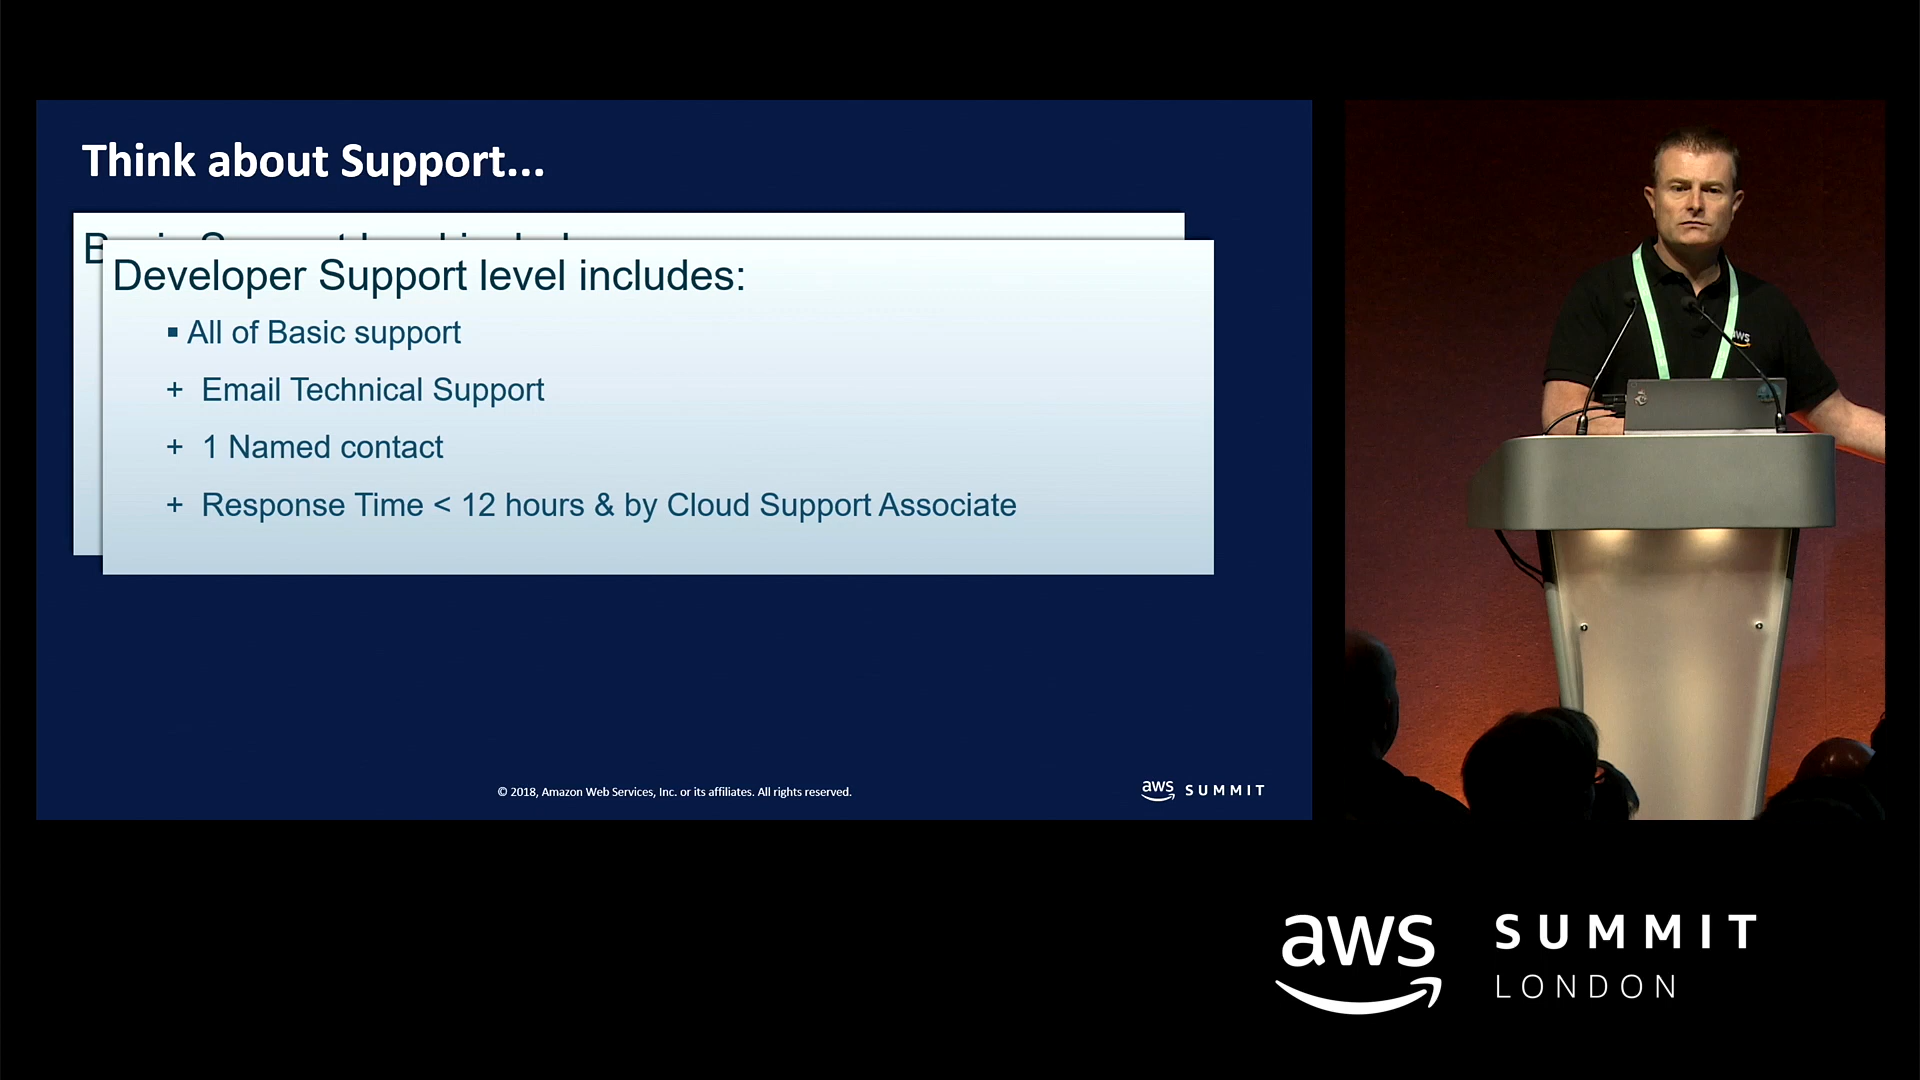 Think about Support...
Developer Support level includes:
▪ All of Basic support
+ Email Technical Support
+ 1 Named contact
+ Response Time < 12 hours & by Cloud Support Associate
© 2018, Amazon Web Services, Inc. or its affiliates. All rights reserved.
aws SUMMIT
aws
aws SUMMIT
LONDON